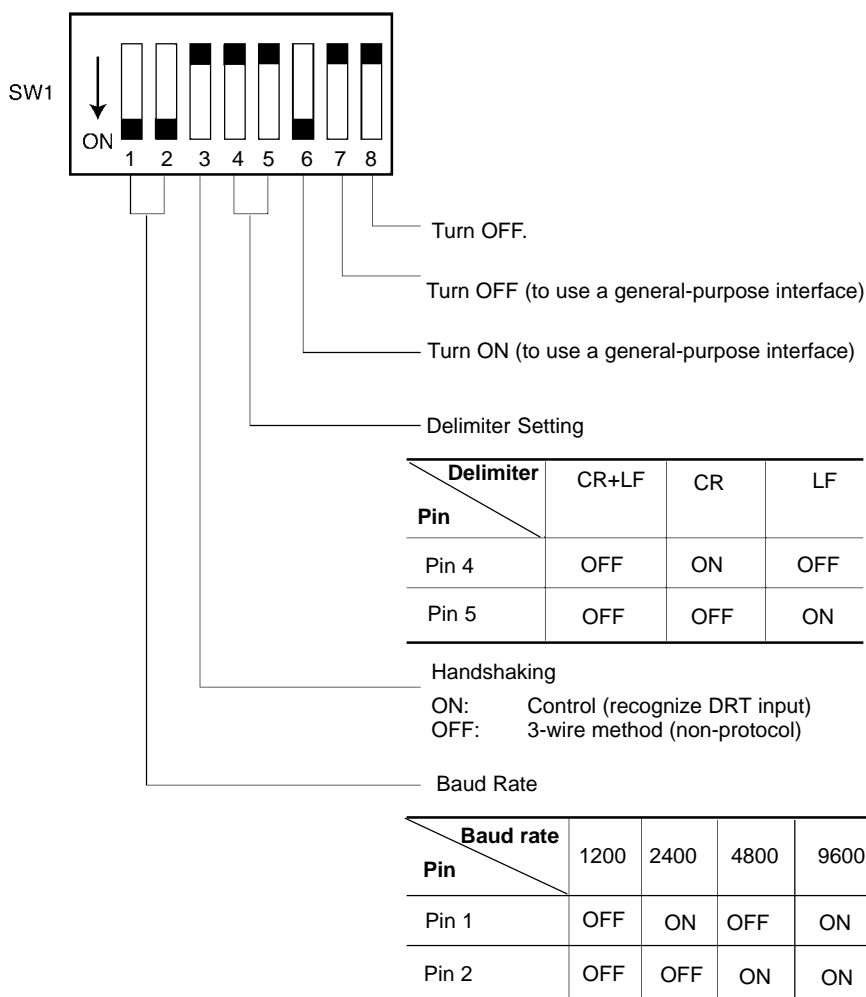 SW1
ON
1 2 3 4 5 6 7 8
Turn OFF.
Turn OFF (to use a general-purpose interface)
Turn ON (to use a general-purpose interface)
Delimiter Setting
Delimiter CR+LF CR LF
Pin
Pin 4 OFF ON OFF
Pin 5 OFF OFF ON
Handshaking
ON: Control (recognize DRT input)
OFF: 3-wire method (non-protocol)
Baud Rate
Baud rate 1200 2400 4800 9600
Pin
Pin 1 OFF ON OFF ON
Pin 2 OFF OFF ON ON